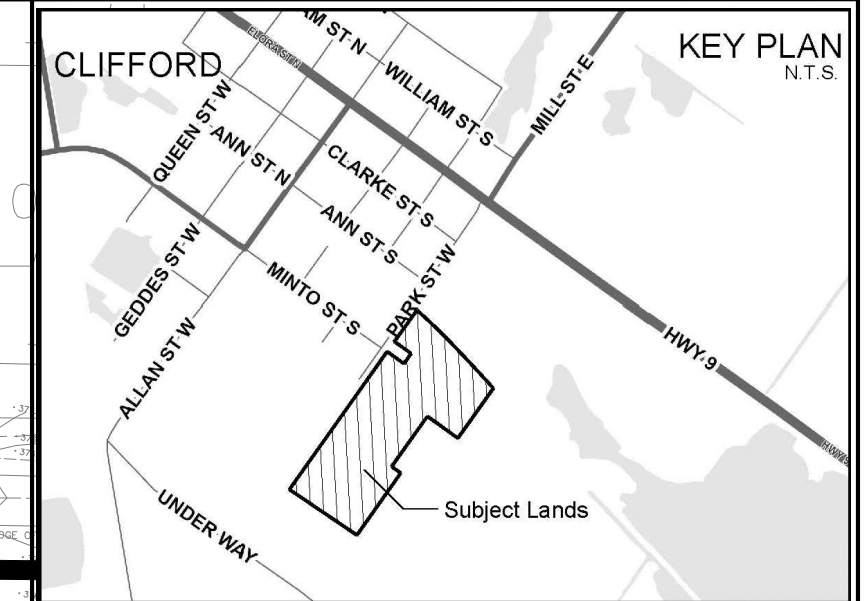 CLIFFORD
KEY PLAN
N.T.S.
ELORA ST N
WILLIAM ST S
MILL ST E
QUEEN ST W
ANN ST N
CLARKE ST S
ANN ST S
GEDDES ST W
MINTO ST S
PARK ST W
ALLAN ST W
HWY 9
Subject Lands
UNDER WAY